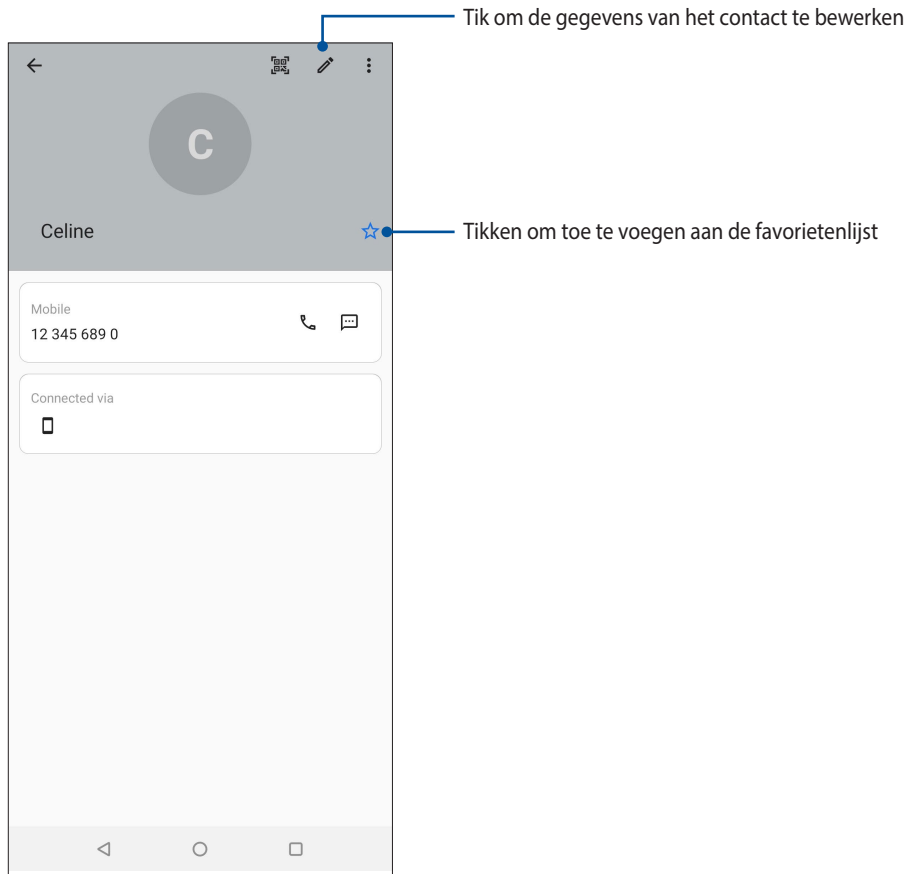 Tik om de gegevens van het contact te bewerken
C
Celine
Tikken om toe te voegen aan de favorietenlijst
Mobile
12 345 689 0
Connected via